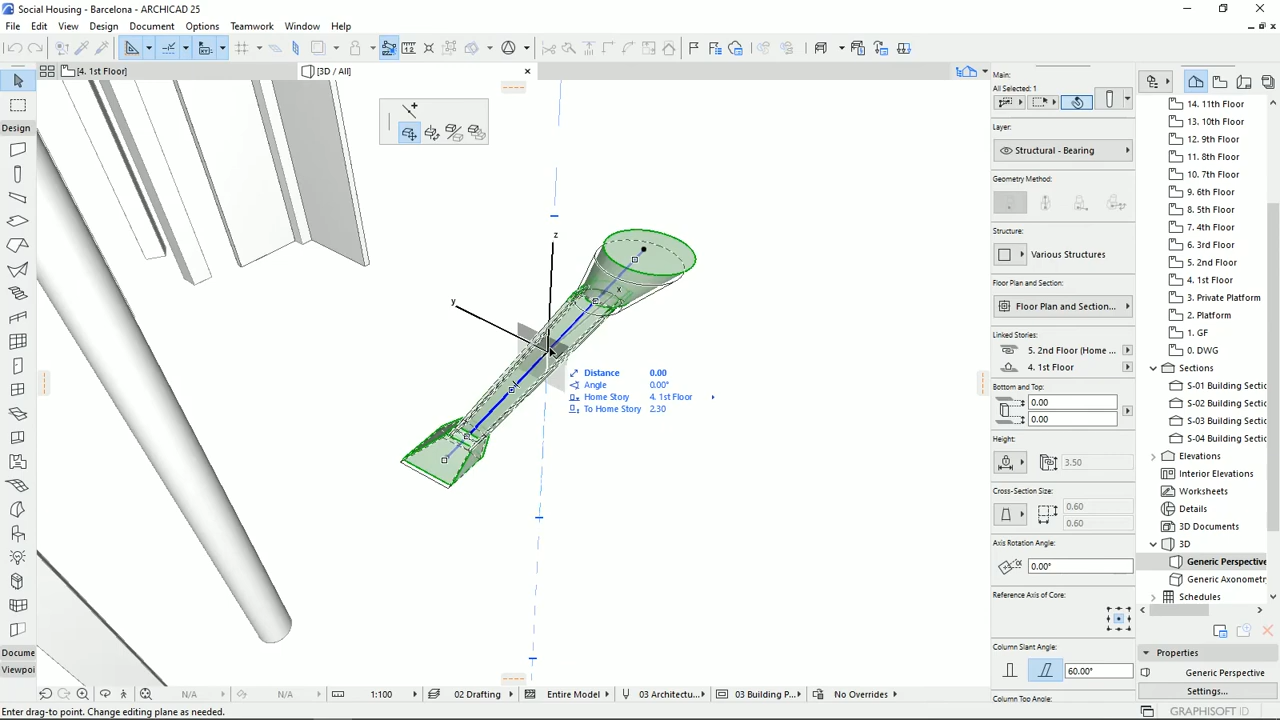 Social Housing - Barcelona - ARCHICAD 25
File Edit View Design Document Options Teamwork Window Help
[4. 1st Floor]
[3D / All]
Design
Docume
Viewpoi
z
y
x
Distance 0.00
Angle 0.00°
Home Story 4. 1st Floor
To Home Story 2.30
Main:
All Selected: 1
Layer:
Structural - Bearing
Geometry Method:
Structure:
Various Structures
Floor Plan and Section:
Floor Plan and Section...
Linked Stories:
5. 2nd Floor (Home ...
4. 1st Floor
Bottom and Top:
0.00
0.00
Height:
3.50
Cross-Section Size:
0.60
0.60
Axis Rotation Angle:
α
0.00°
Reference Axis of Core:
Column Slant Angle:
60.00°
Column Top Angle:
14. 11th Floor
13. 10th Floor
12. 9th Floor
11. 8th Floor
10. 7th Floor
9. 6th Floor
8. 5th Floor
7. 4th Floor
6. 3rd Floor
5. 2nd Floor
4. 1st Floor
3. Private Platform
2. Platform
1. GF
0. DWG
Sections
S-01 Building Sect
S-02 Building Sect
S-03 Building Sect
S-04 Building Sect
Elevations
Interior Elevations
Worksheets
Details
3D Documents
3D
Generic Perspective
Generic Axonometr
Schedules
Properties
Generic Perspective
Settings...
N/A N/A 1:100 02 Drafting Entire Model 03 Architectu... 03 Building P... No Overrides
Enter drag-to point. Change editing plane as needed.
GRAPHISOFT ID